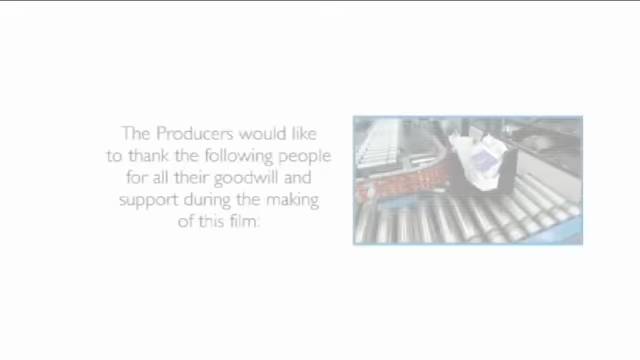 The Producers would like
to thank the following people
for all their goodwill and
support during the making
of this film: